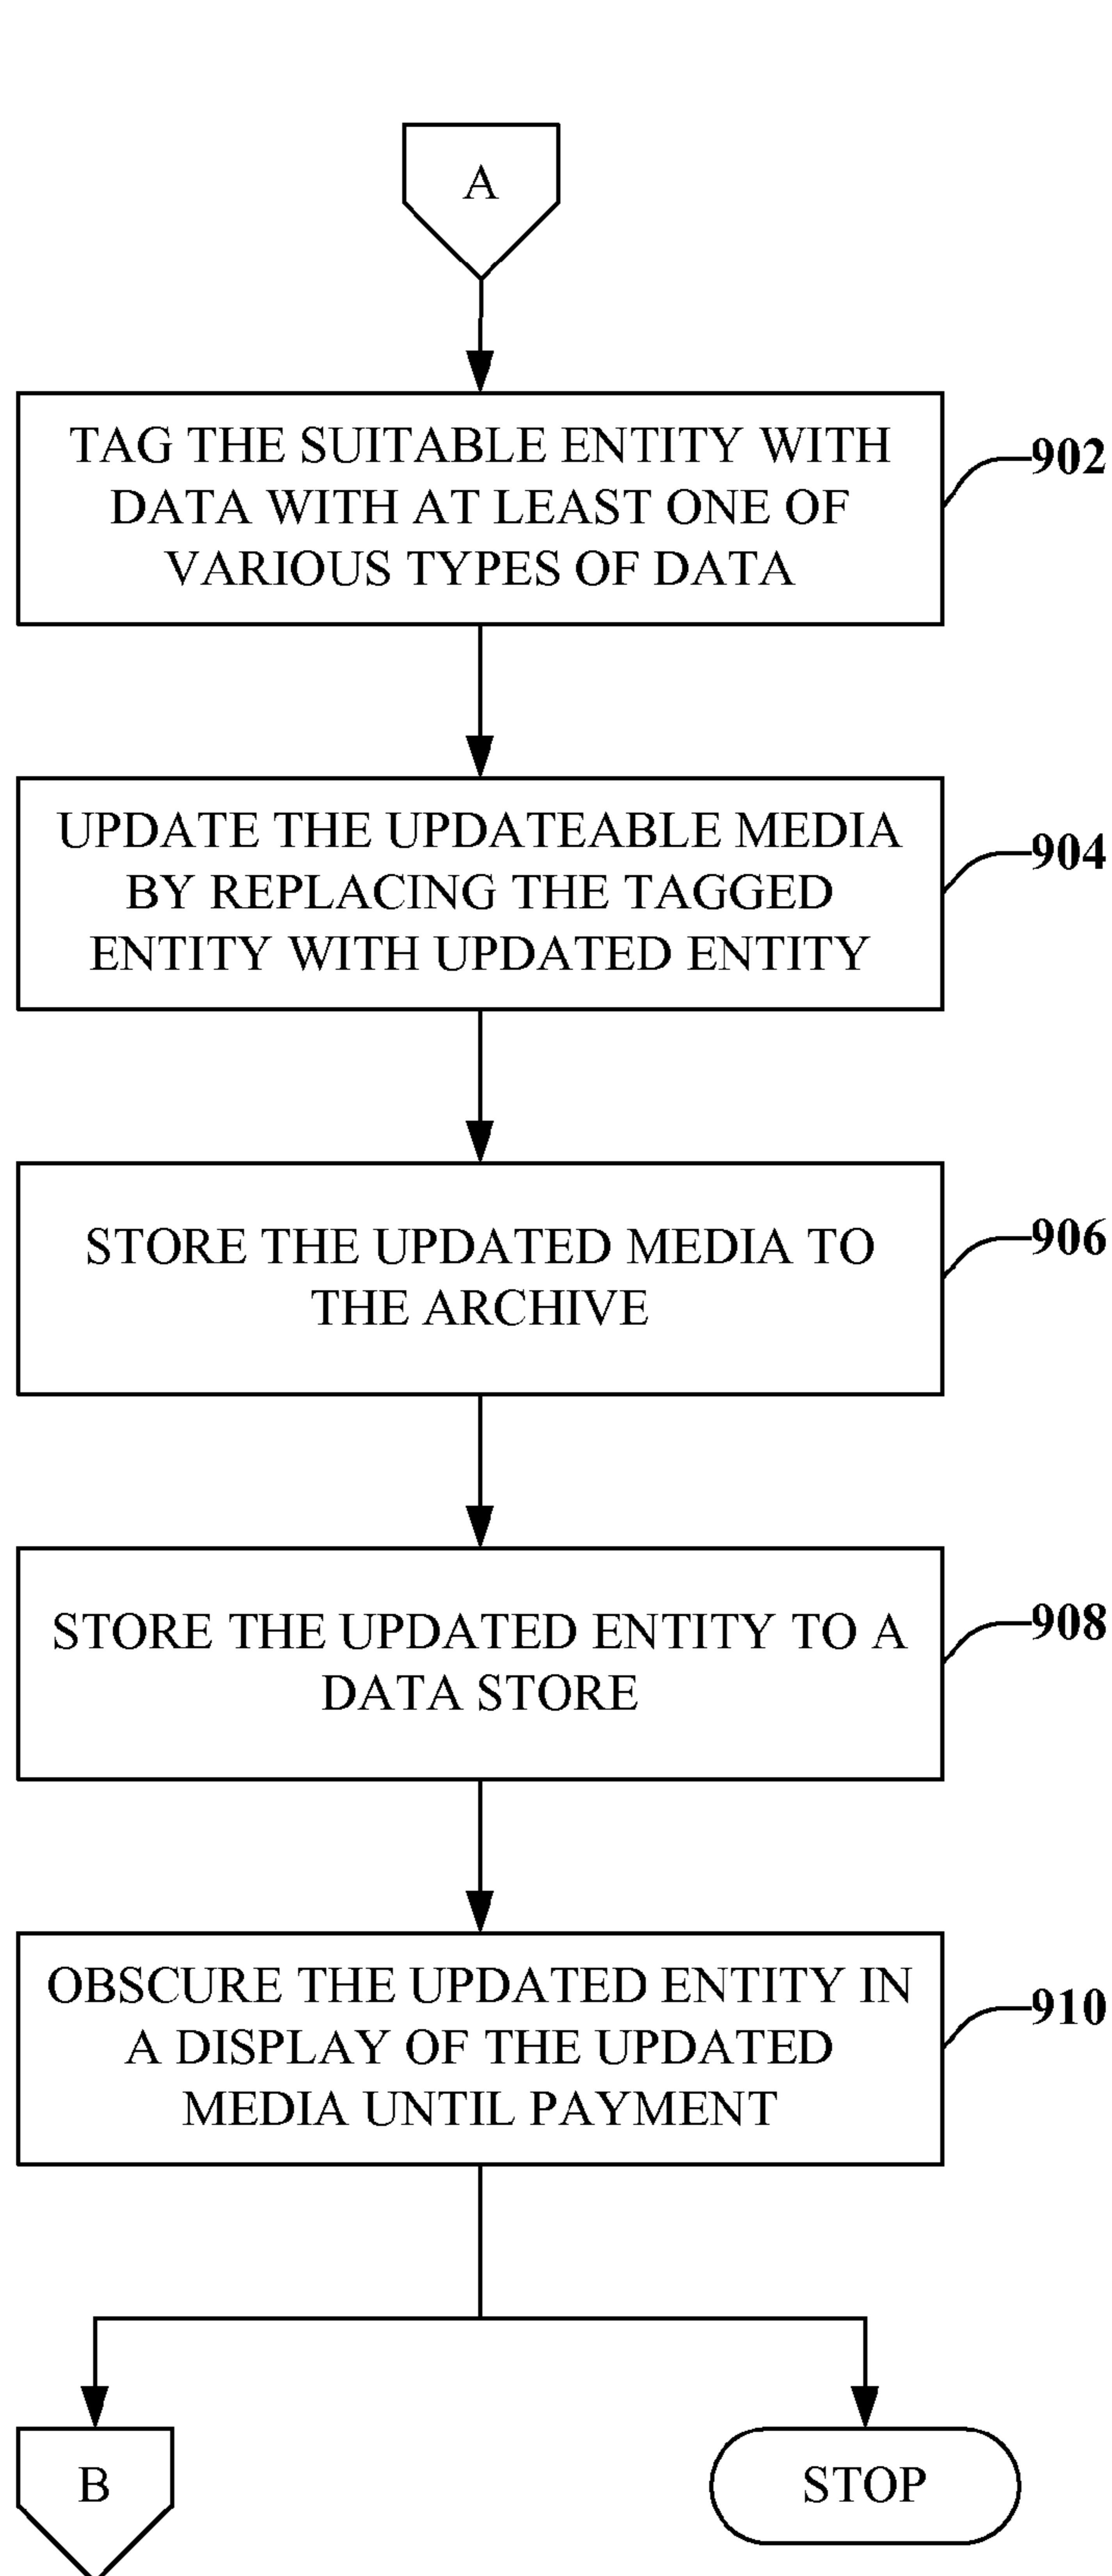 A
TAG THE SUITABLE ENTITY WITH
DATA WITH AT LEAST ONE OF
VARIOUS TYPES OF DATA
902
UPDATE THE UPDATEABLE MEDIA
BY REPLACING THE TAGGED
ENTITY WITH UPDATED ENTITY
904
STORE THE UPDATED MEDIA TO
THE ARCHIVE
906
STORE THE UPDATED ENTITY TO A
DATA STORE
908
OBSCURE THE UPDATED ENTITY IN
A DISPLAY OF THE UPDATED
MEDIA UNTIL PAYMENT
910
B
STOP